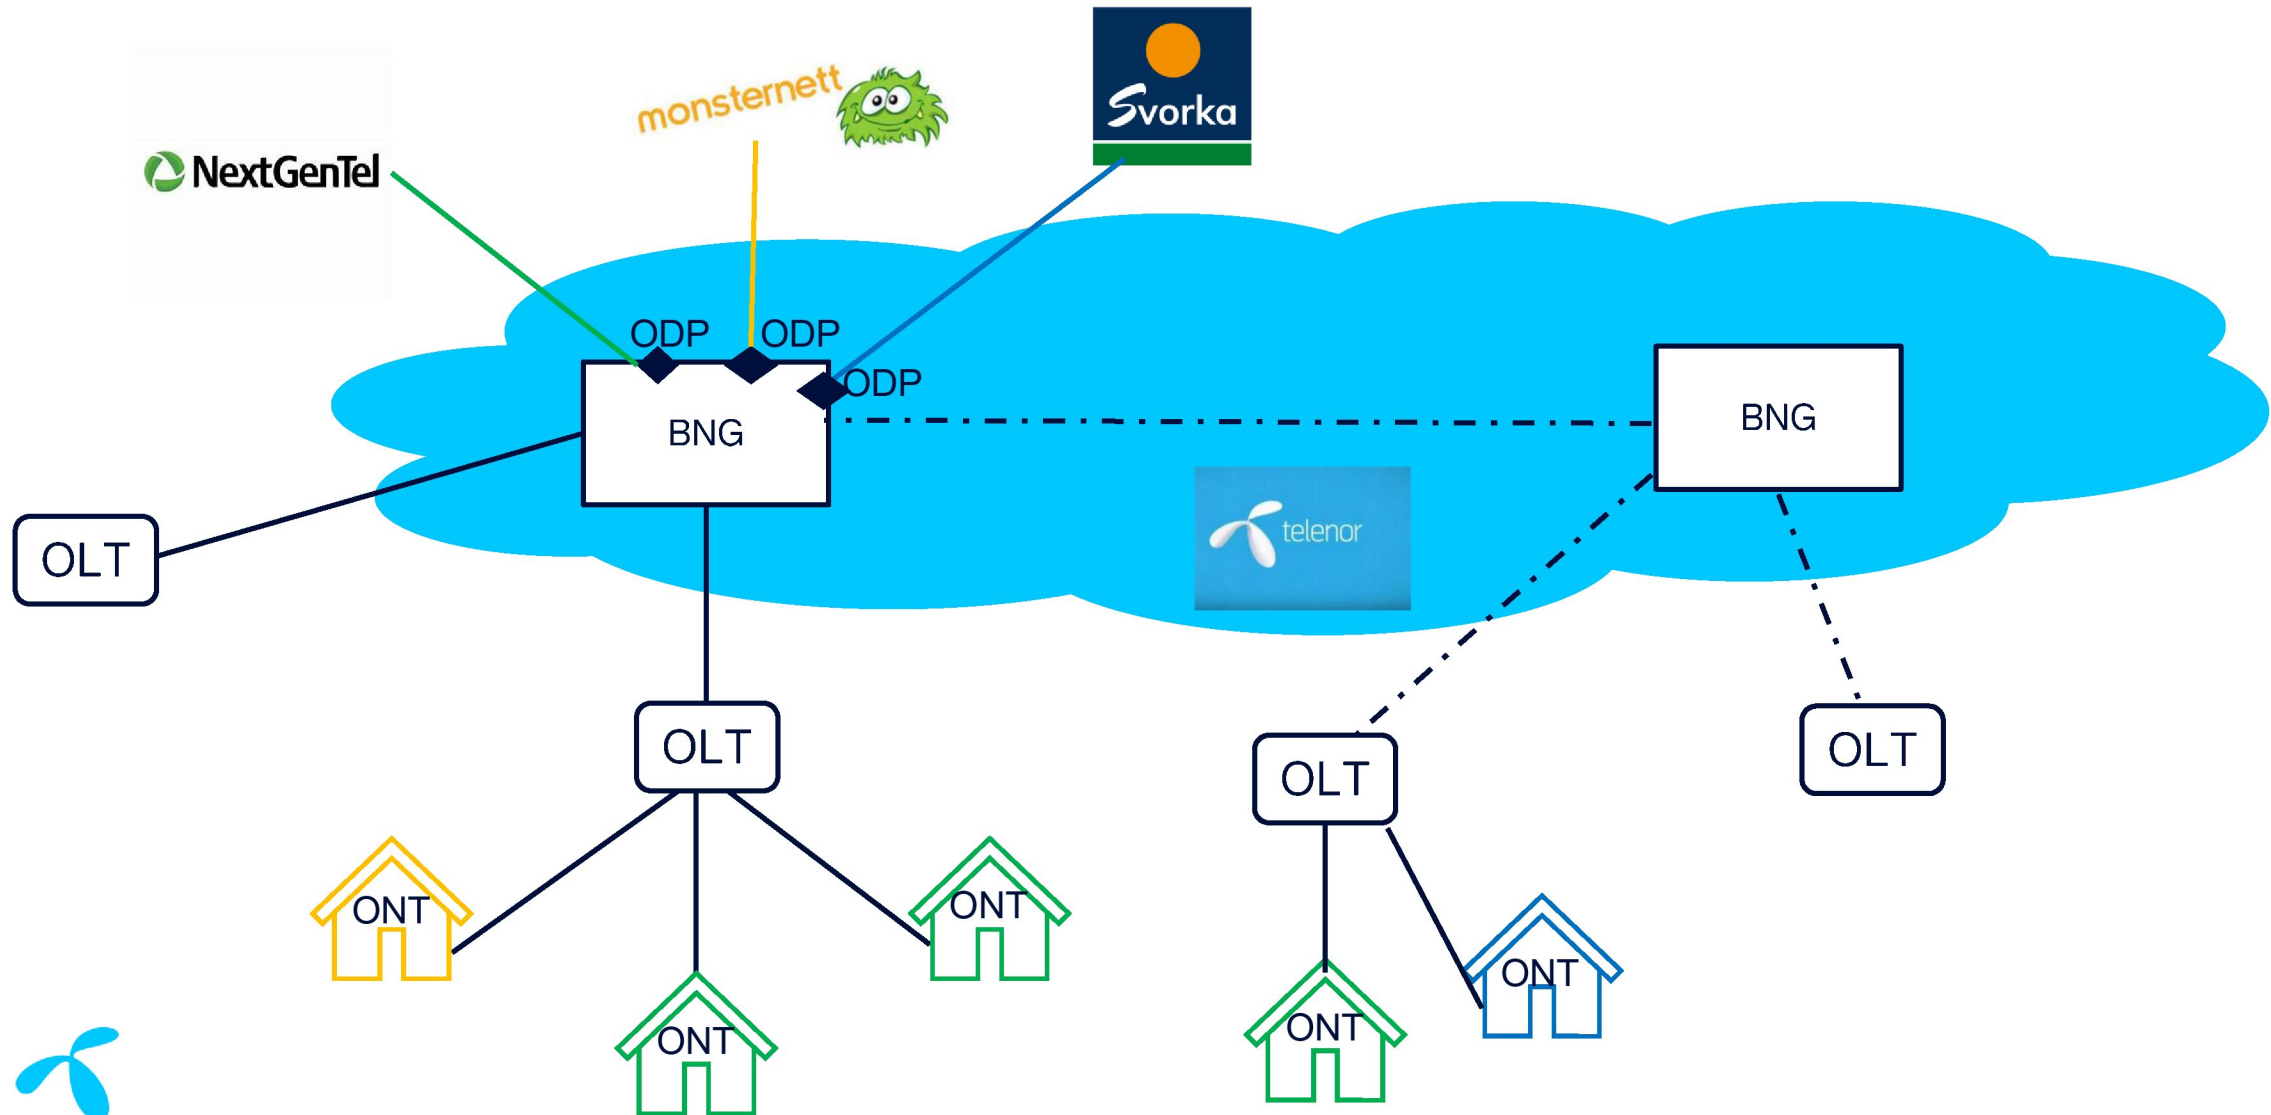 monsternett
Svorka
NextGenTel
ODP
ODP
ODP
BNG
BNG
telenor
OLT
OLT
OLT
OLT
ONT
ONT
ONT
ONT
ONT